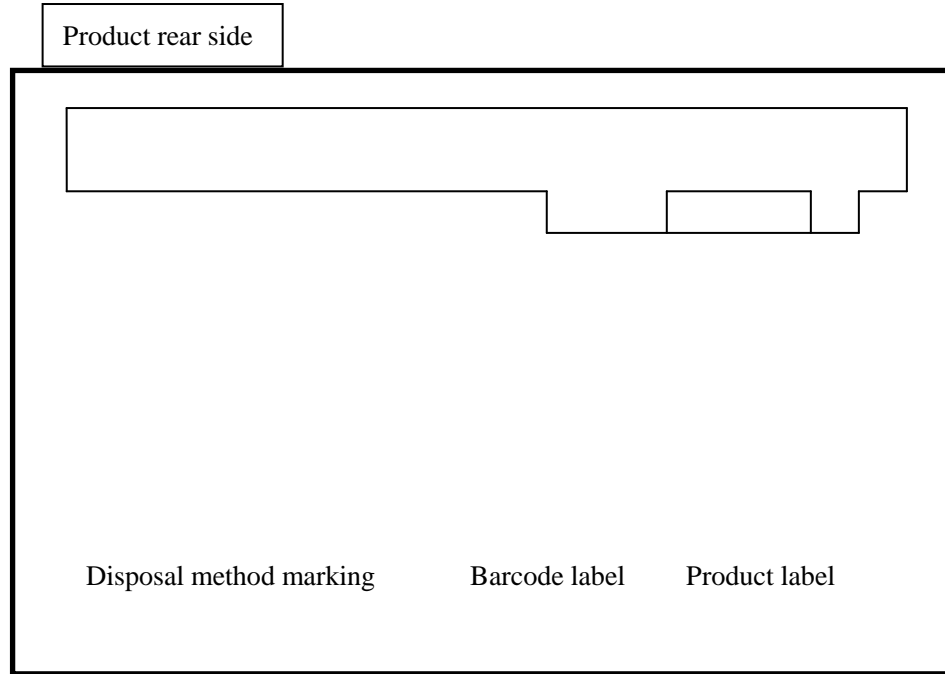 Product rear side
Disposal method marking Barcode label Product label